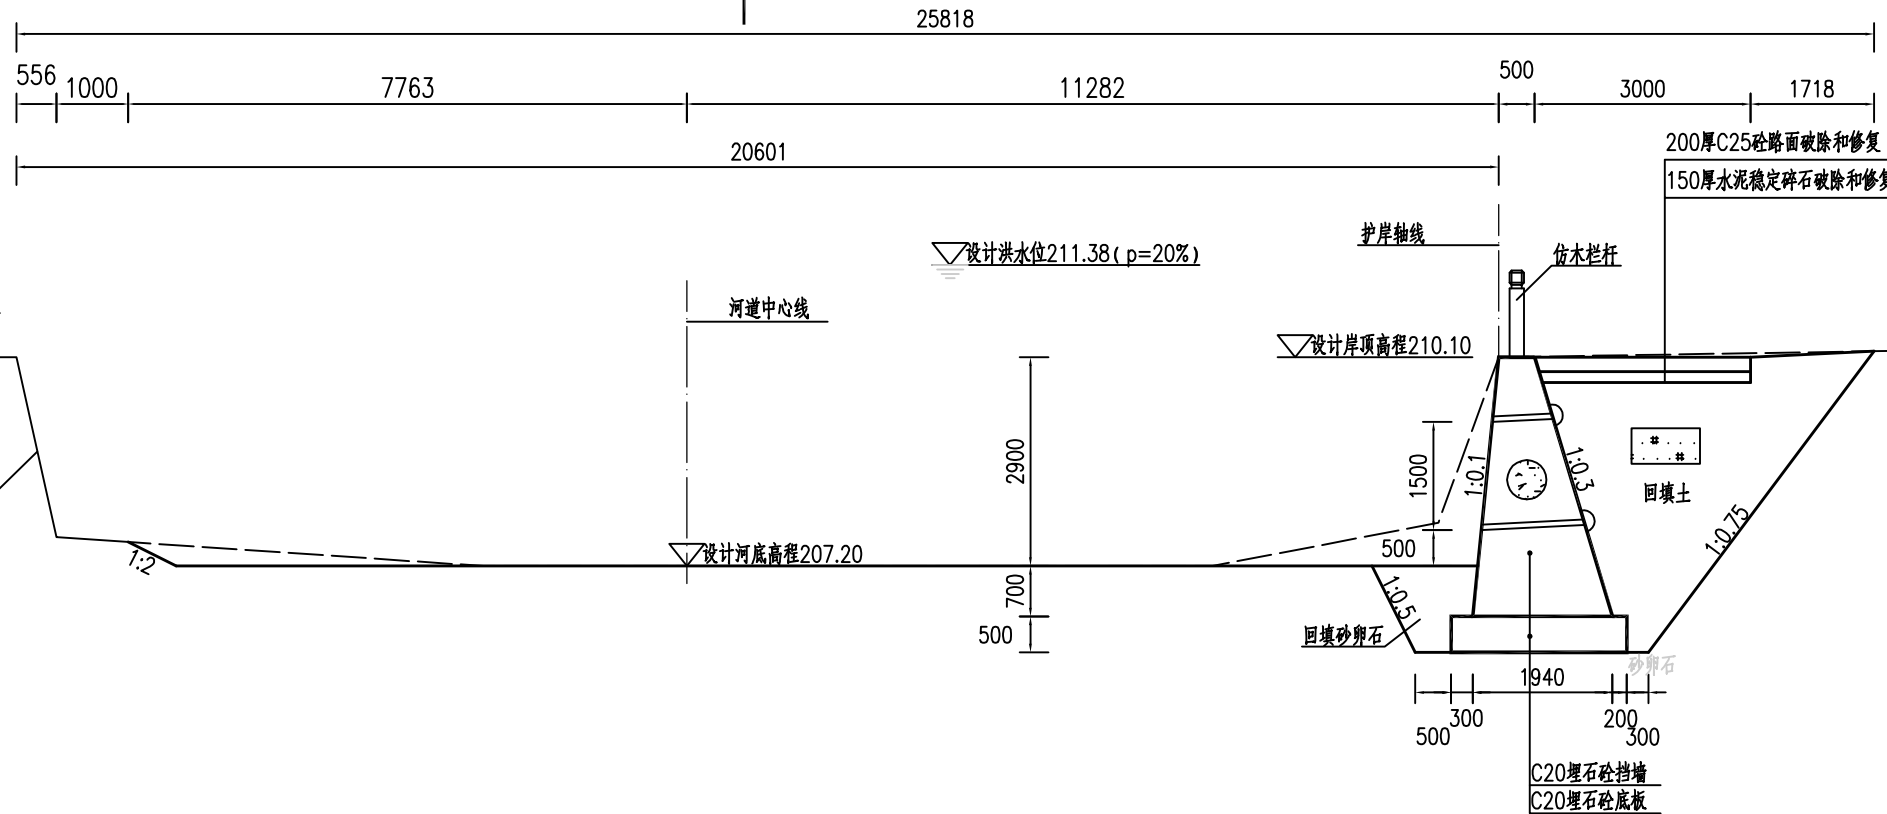 25818
556
1000
7763
11282
500
3000
1718
20601
200厚C25砼路面破除和修复
150厚水泥稳定碎石破除和修复
护岸轴线
设计洪水位211.38(p=20%)
仿木栏杆
河道中心线
设计岸顶高程210.10
2900
1500
1:0.1
1:0.3
回填土
1:0.75
1:2
设计河底高程207.20
500
700
1:0.5
500
回填砂卵石
砂卵石
1940
300
200
500
300
C20埋石砼挡墙
C20埋石砼底板